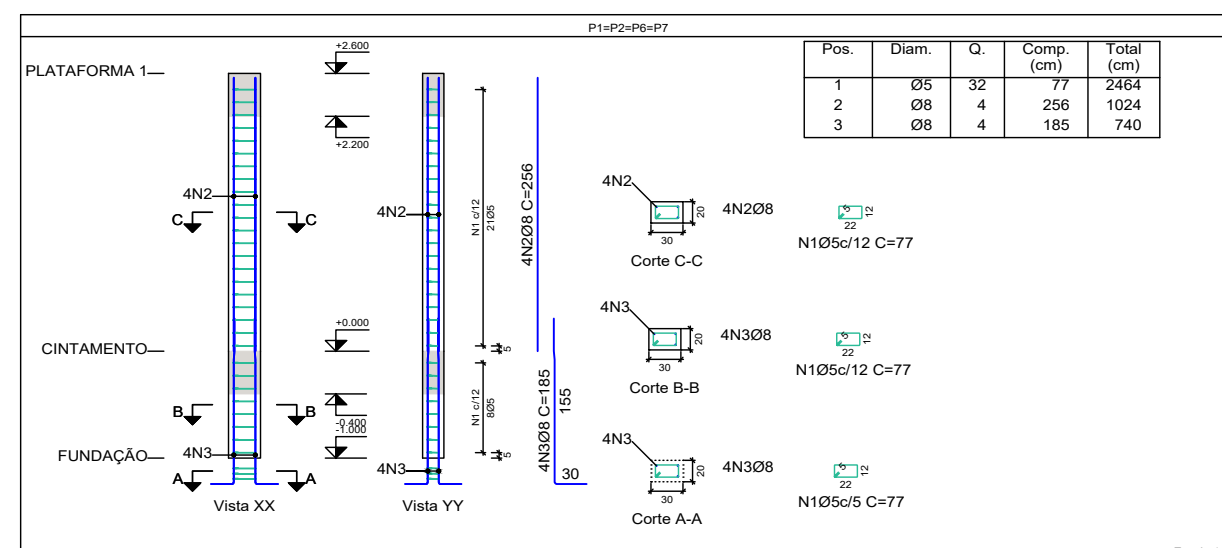 P1=P2=P6=P7
Pos. Diam. Q. Comp. (cm) Total (cm)
1 Ø5 32 77 2464
2 Ø8 4 256 1024
3 Ø8 4 185 740
PLATAFORMA 1
+2.600
+2.200
4N2
C C
4N2
N1 c/12
21Ø5
4N2Ø8 C=256
CINTAMENTO
+0.000
5
B B
-0.400
-1.000
N1 c/12
8Ø5
5
4N3Ø8 C=185
155
30
FUNDAÇÃO
4N3
4N3
A A
Vista XX
Vista YY
4N2
20
30
4N2Ø8
Corte C-C
5
12
22
N1Ø5c/12 C=77
4N3
20
30
4N3Ø8
Corte B-B
5
12
22
N1Ø5c/12 C=77
4N3
20
30
4N3Ø8
Corte A-A
5
12
22
N1Ø5c/5 C=77